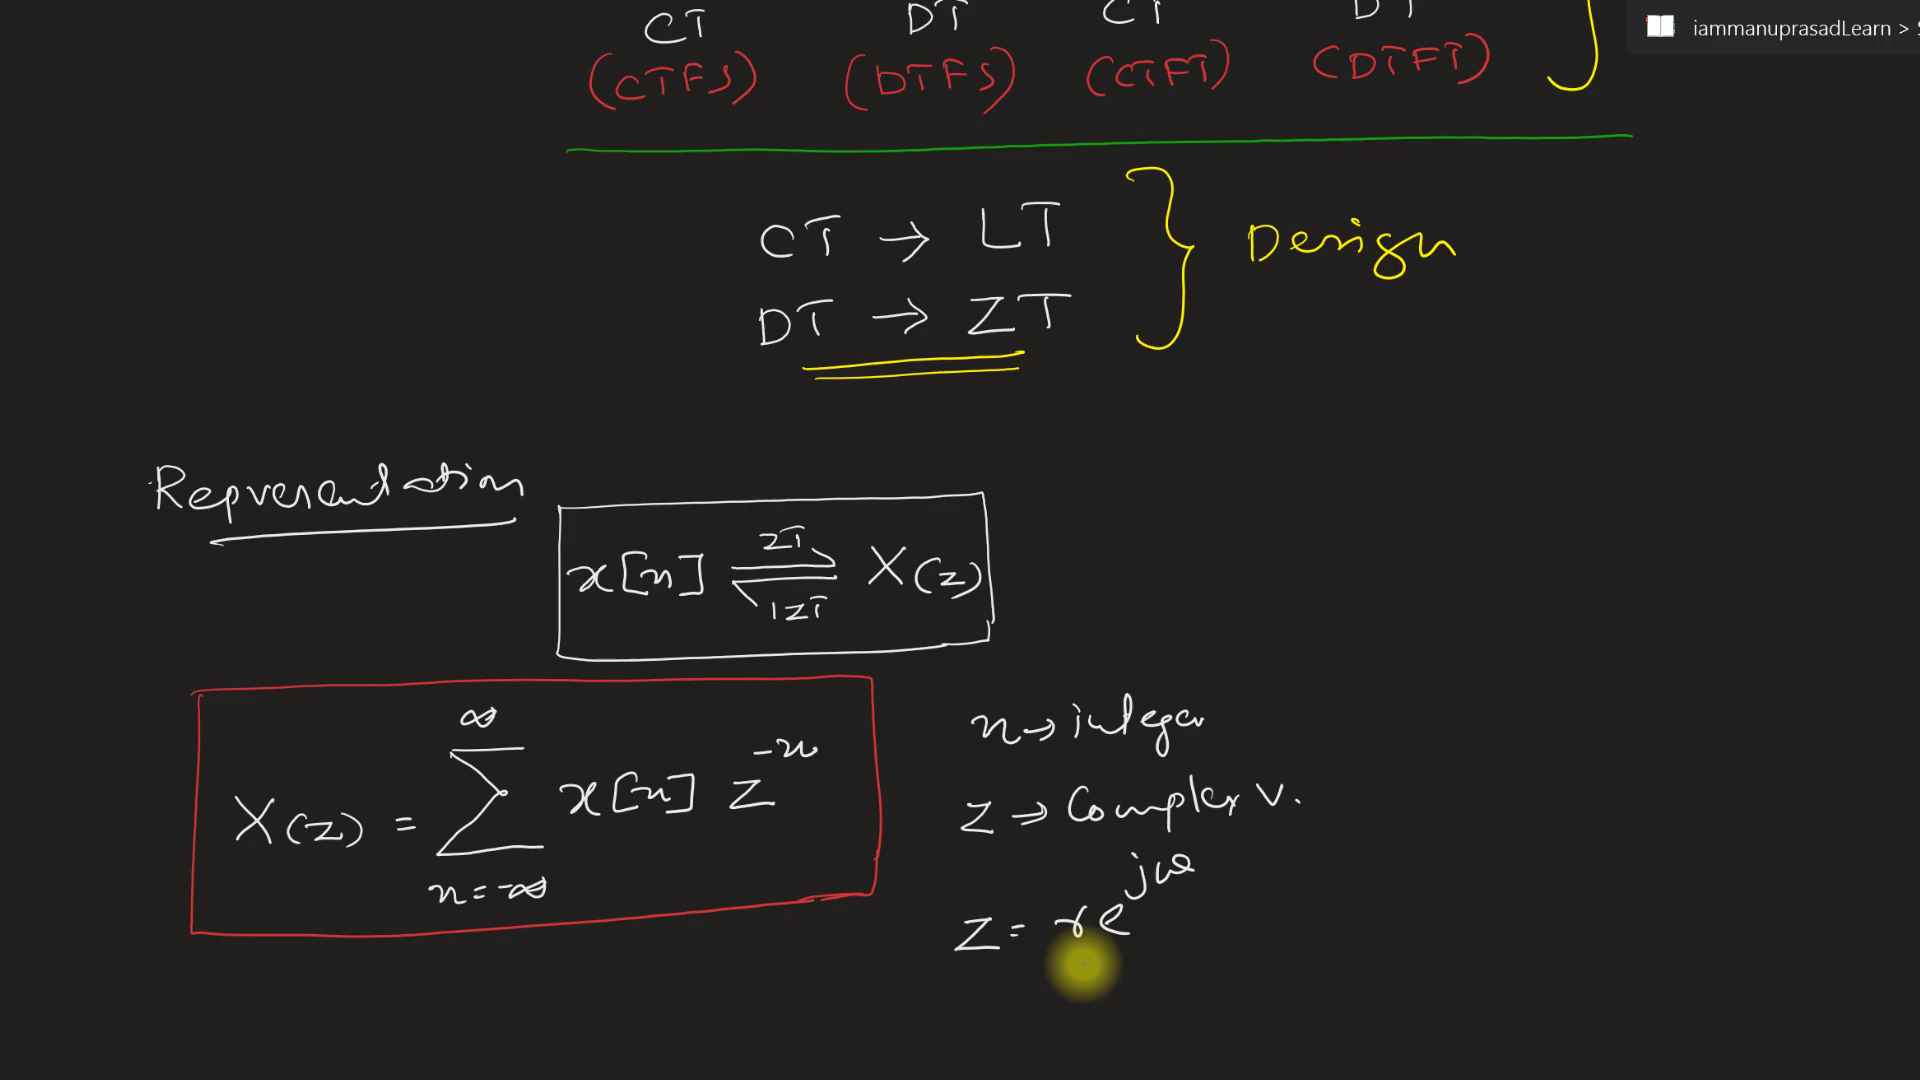 iammanuprasadLearn >
CT DT CT DT
(CTFS) (DTFS) (CTFT) (DTFT)
CT → LT
DT → ZT
Design
Representation
x[n] ZT IZT X(z)
∞
X(z) = ∑ x[n] z^-n
n=-∞
n → integer
z → Complex v.
z = re^jω